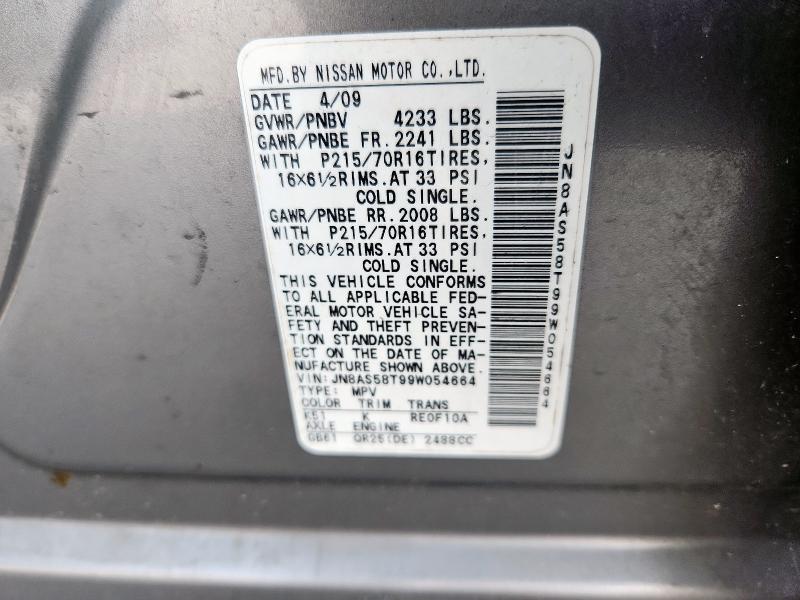 MFD.BY NISSAN MOTOR CO.,LTD.
DATE 4/09
GVWR/PNBV 4233 LBS.
GAWR/PNBE FR. 2241 LBS.
WITH P215/70R16TIRES,
16X6½RIMS.AT 33 PSI
COLD SINGLE.
GAWR/PNBE RR. 2008 LBS.
WITH P215/70R16TIRES,
16X6½RIMS.AT 33 PSI
COLD SINGLE.
THIS VEHICLE CONFORMS
TO ALL APPLICABLE FED-
ERAL MOTOR VEHICLE SA-
FETY AND THEFT PREVEN-
TION STANDARDS IN EFF-
ECT ON THE DATE OF MA-
NUFACTURE SHOWN ABOVE.
VIN: JN8AS58T99W054664
TYPE: MPV
COLOR TRIM TRANS
K51 K RE0F10A
AXLE ENGINE
GB61 QR25(DE) 2488CC
JN8AS58T99W054664